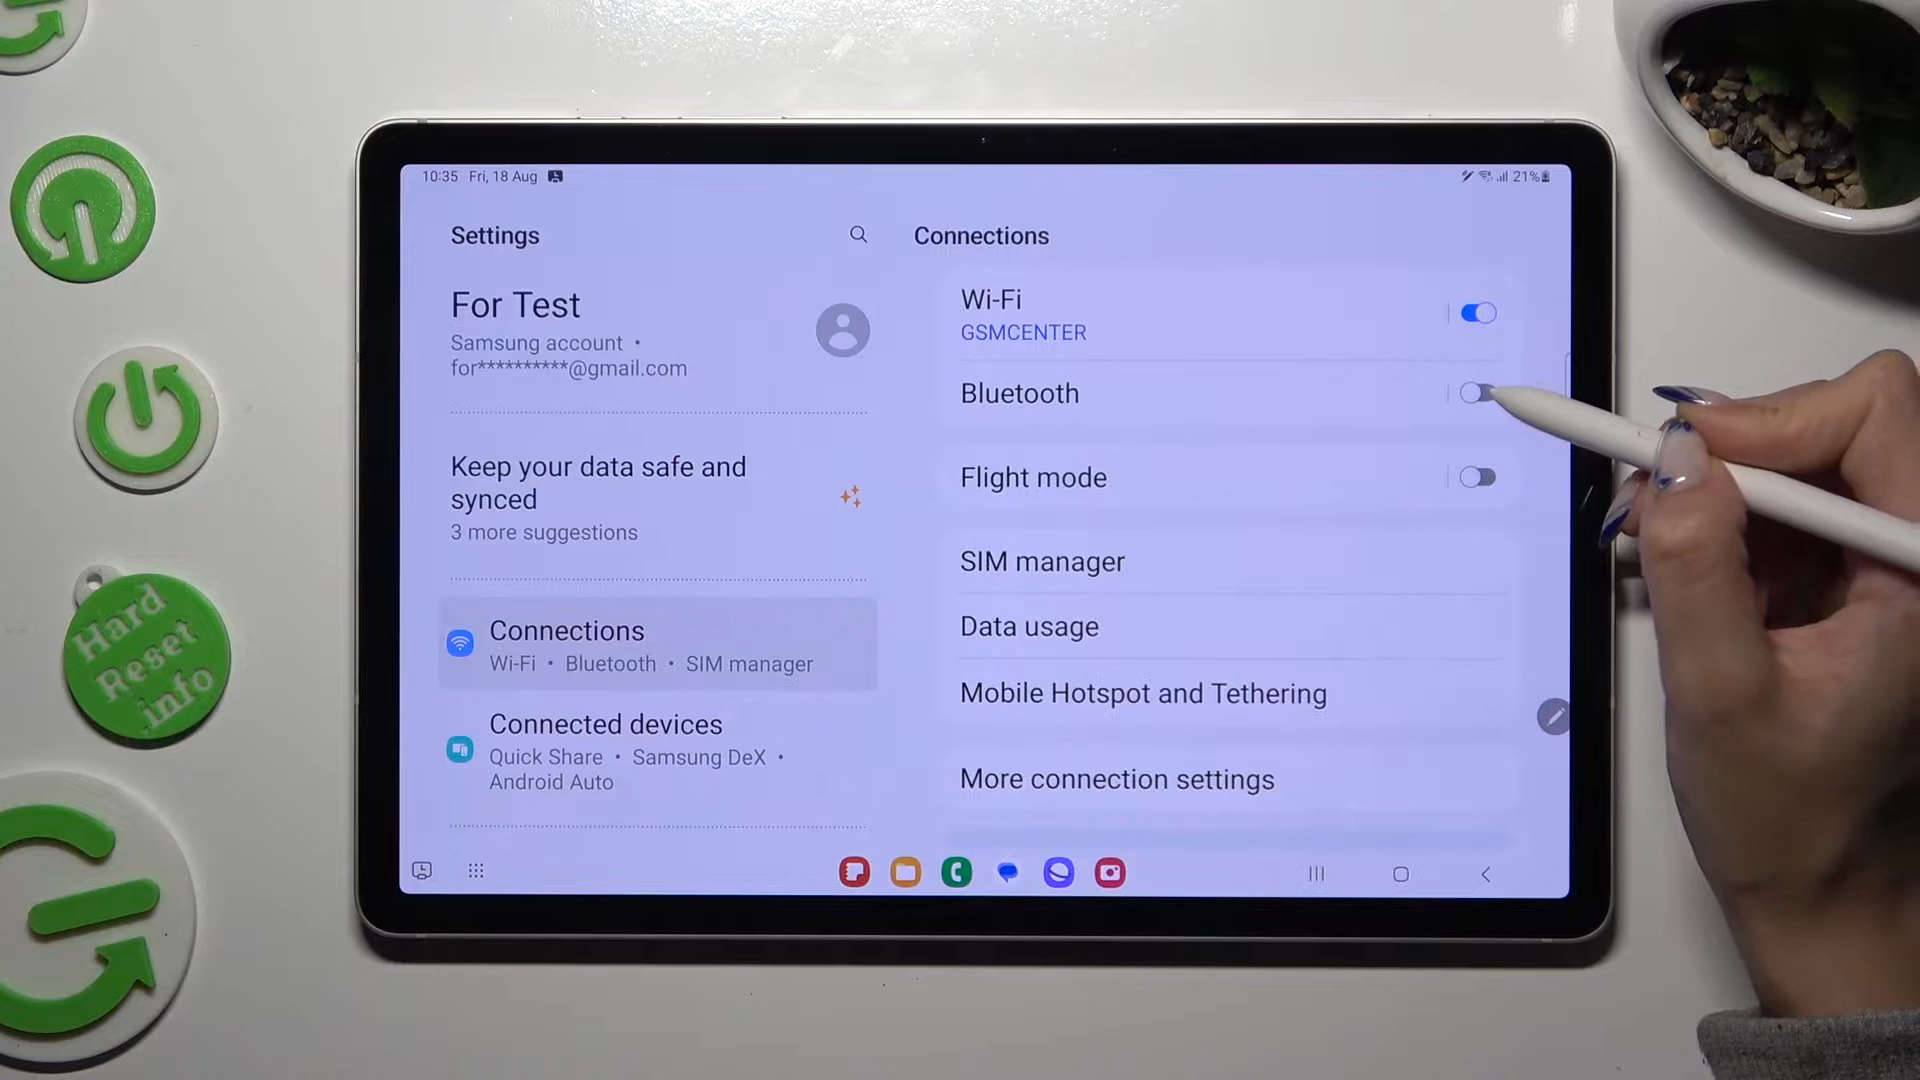 10:35 Fri, 18 Aug
21%
Settings
For Test
Samsung account •
for**********@gmail.com
Keep your data safe and
synced
3 more suggestions
Connections
Wi-Fi • Bluetooth • SIM manager
Connected devices
Quick Share • Samsung DeX •
Android Auto
Connections
Wi-Fi
GSMCENTER
Bluetooth
Flight mode
SIM manager
Data usage
Mobile Hotspot and Tethering
More connection settings
Hard
Reset
.info